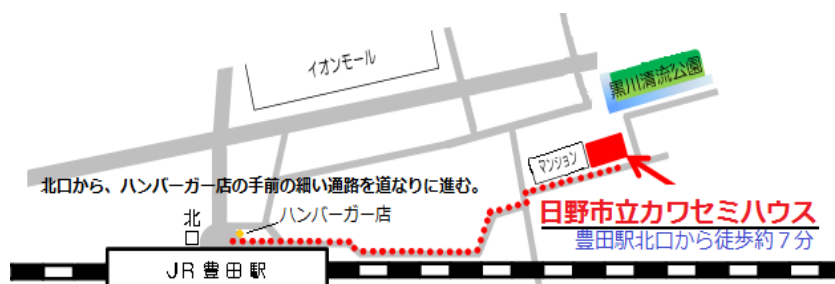 イオンモール
黒川清流公園
マンション
北口から、ハンバーガー店の手前の細い通路を道なりに進む。
日野市立カワセミハウス
豊田駅北口から徒歩約７分
北口
ハンバーガー店
ＪＲ豊田駅